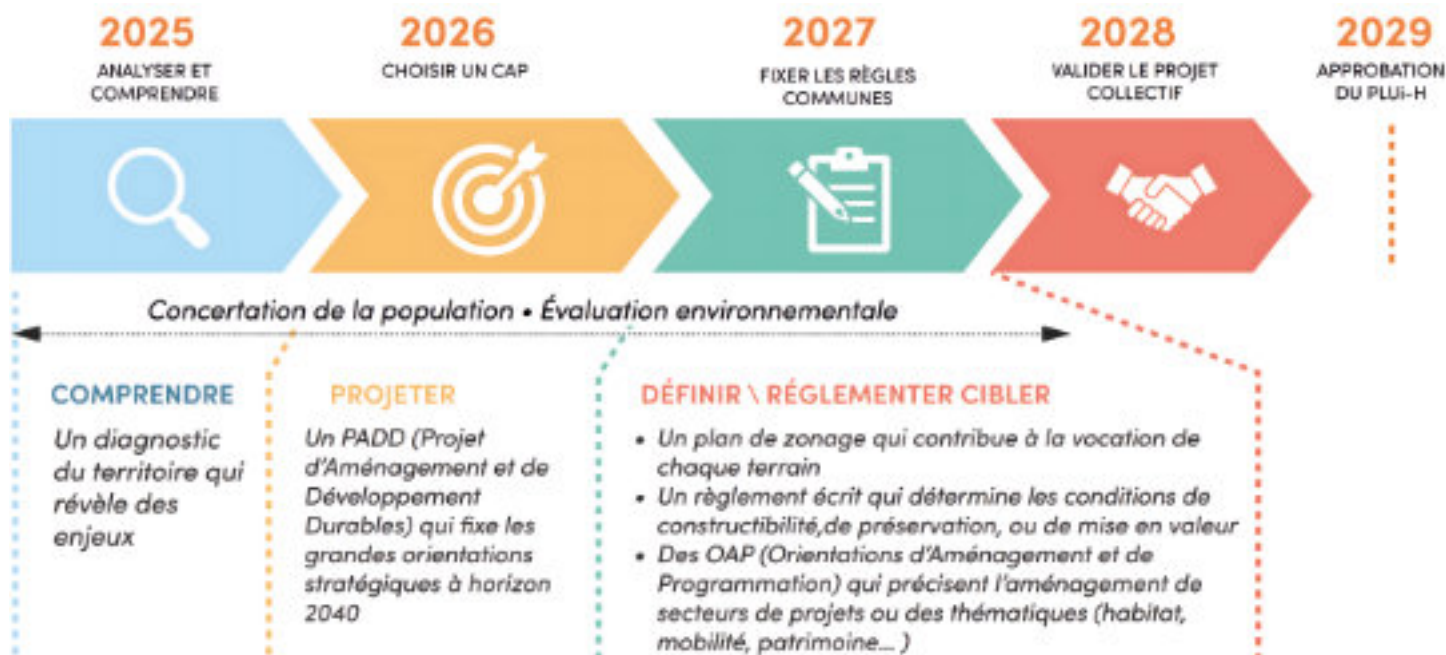 2025
ANALYSER ET
COMPRENDRE
2026
CHOISIR UN CAP
2027
FIXER LES RÈGLES
COMMUNES
2028
VALIDER LE PROJET
COLLECTIF
2029
APPROBATION
DU PLUi-H
Concertation de la population • Évaluation environnementale
COMPRENDRE
Un diagnostic
du territoire qui
révèle des
enjeux
PROJETER
Un PADD (Projet
d'Aménagement et de
Développement
Durables) qui fixe les
grandes orientations
stratégiques à horizon
2040
DÉFINIR \ RÉGLEMENTER CIBLER
• Un plan de zonage qui contribue à la vocation de
chaque terrain
• Un règlement écrit qui détermine les conditions de
constructibilité,de préservation, ou de mise en valeur
• Des OAP (Orientations d'Aménagement et de
Programmation) qui précisent l'aménagement de
secteurs de projets ou des thématiques (habitat,
mobilité, patrimoine... )